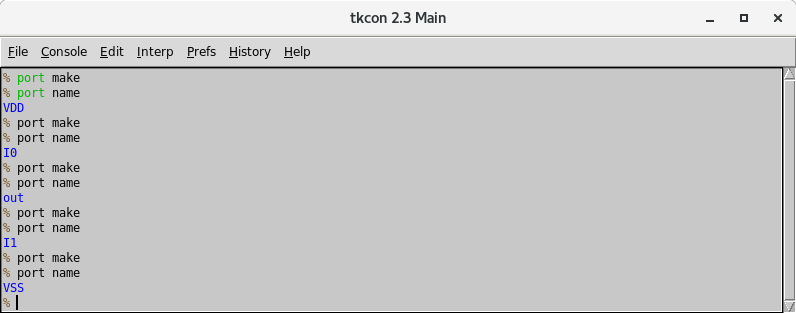 tkcon 2.3 Main
File Console Edit Interp Prefs History Help
% port make
% port name
VDD
% port make
% port name
I0
% port make
% port name
out
% port make
% port name
I1
% port make
% port name
VSS
%